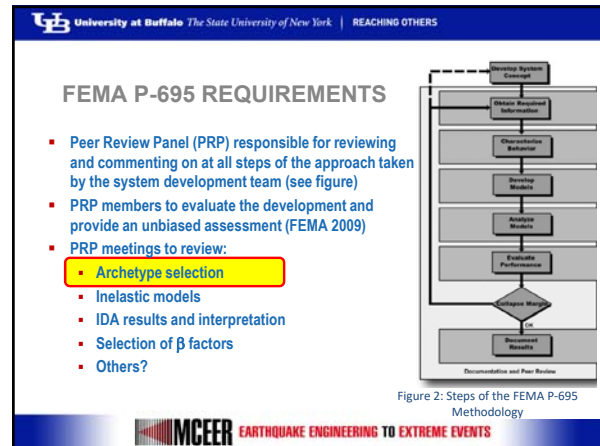 University at Buffalo The State University of New York | REACHING OTHERS
FEMA P-695 REQUIREMENTS
▪ Peer Review Panel (PRP) responsible for reviewing
and commenting on at all steps of the approach taken
by the system development team (see figure)
▪ PRP members to evaluate the development and
provide an unbiased assessment (FEMA 2009)
▪ PRP meetings to review:
▪ Archetype selection
▪ Inelastic models
▪ IDA results and interpretation
▪ Selection of β factors
▪ Others?
Develop System
Concept
Obtain Required
Information
Characterize
Behavior
Develop
Models
Analyze
Models
Evaluate
Performance
Collapse Margin
OK
Document
Results
Documentation and Peer Review
Figure 2: Steps of the FEMA P-695
Methodology
MCEER EARTHQUAKE ENGINEERING TO EXTREME EVENTS